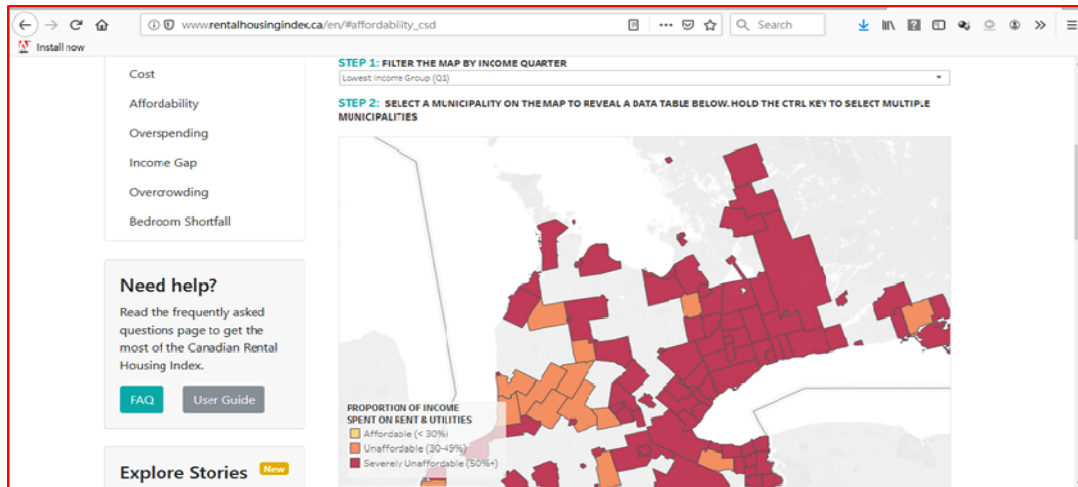 www.rentalhousingindex.ca/en/#affordability_csd
Search
Install now
Cost
Affordability
Overspending
Income Gap
Overcrowding
Bedroom Shortfall
Need help?
Read the frequently asked
questions page to get the
most of the Canadian Rental
Housing Index.
FAQ
User Guide
Explore Stories New
STEP 1: FILTER THE MAP BY INCOME QUARTER
Lowest Income Group (Q1)
STEP 2: SELECT A MUNICIPALITY ON THE MAP TO REVEAL A DATA TABLE BELOW. HOLD THE CTRL KEY TO SELECT MULTIPLE
MUNICIPALITIES
PROPORTION OF INCOME
SPENT ON RENT & UTILITIES
Affordable (< 30%)
Unaffordable (30-49%)
Severely Unaffordable (50%+)